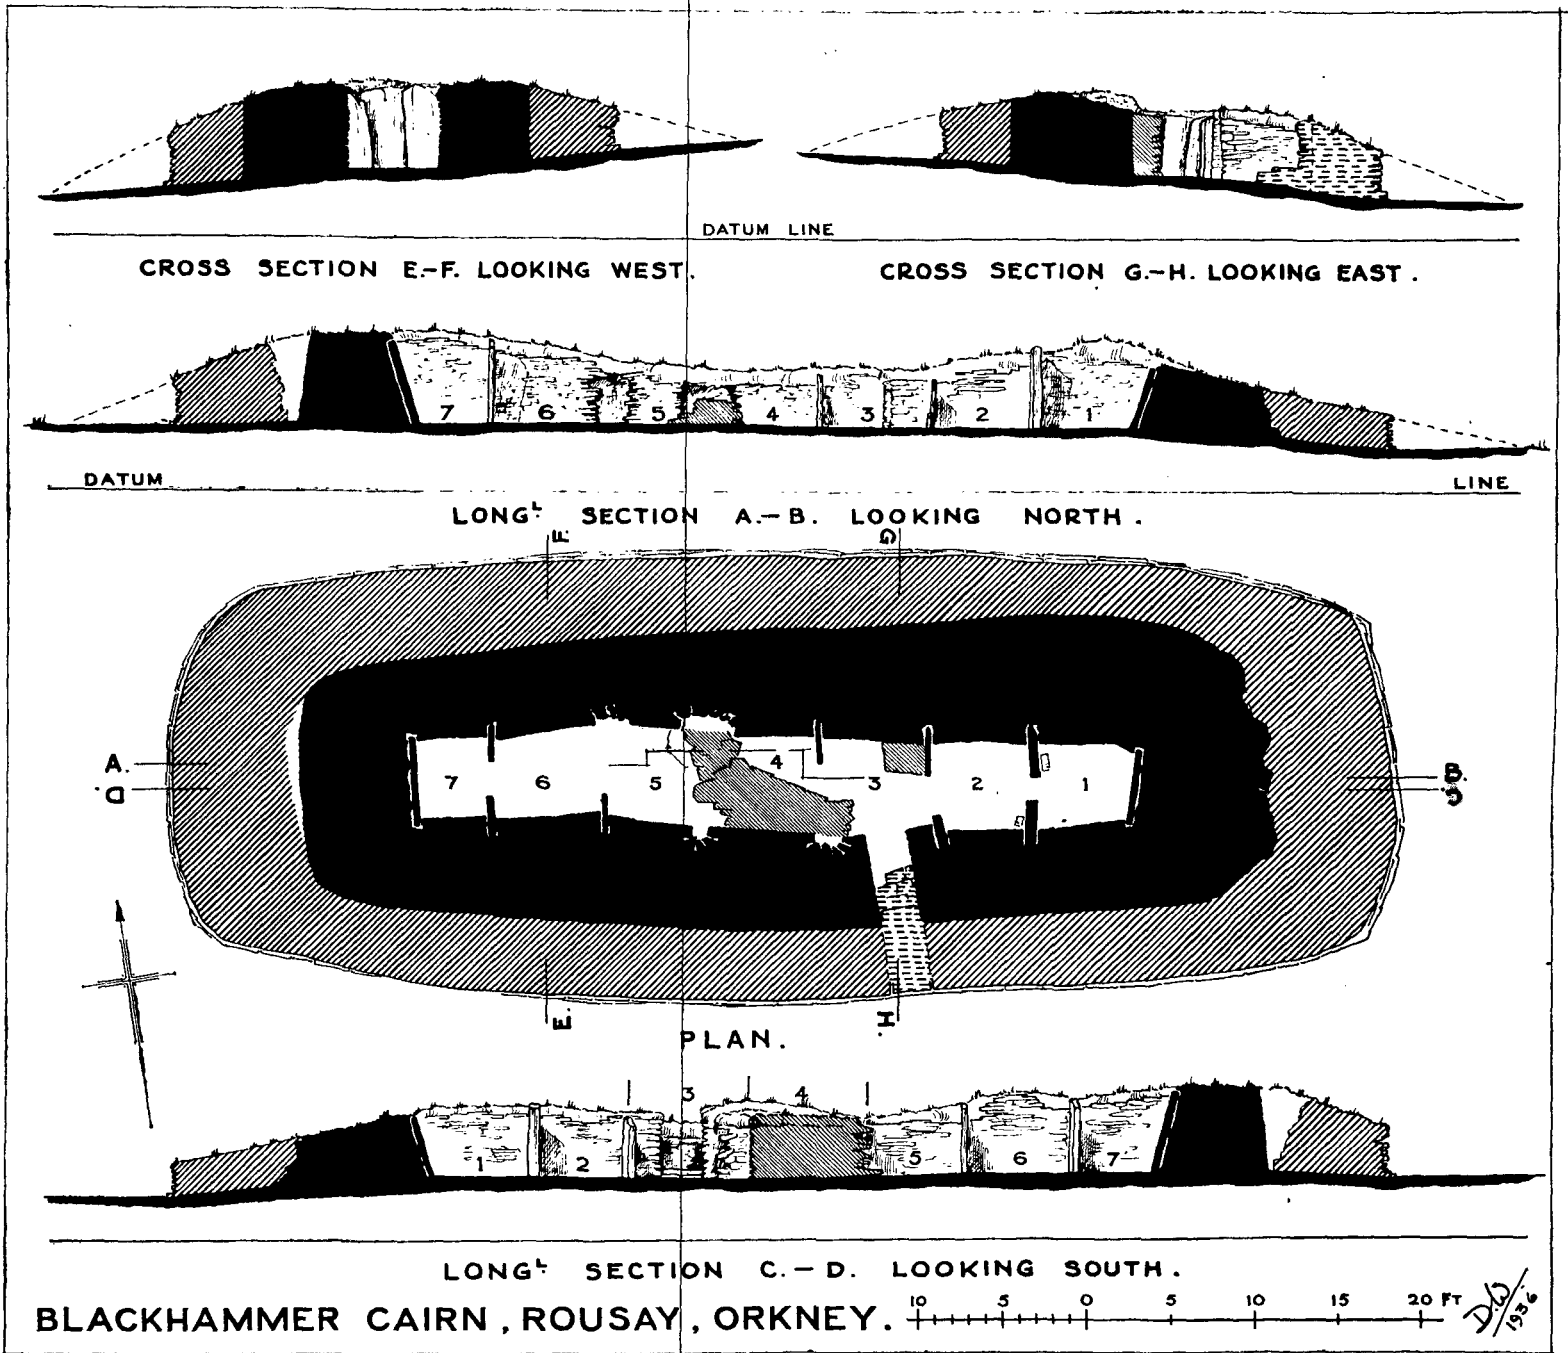 DATUM LINE
CROSS SECTION E.-F. LOOKING WEST.
CROSS SECTION G.-H. LOOKING EAST.
7 6 5 4 3 2 1
DATUM LINE
LONGL. SECTION A.-B. LOOKING NORTH.
F. G.
A. B.
D. C.
7 6 5 4 3 2 1
E. H.
PLAN.
3 4
1 2 5 6 7
LONGL. SECTION C.-D. LOOKING SOUTH.
BLACKHAMMER CAIRN, ROUSAY, ORKNEY.
10 5 0 5 10 15 20 FT
D.W 1936